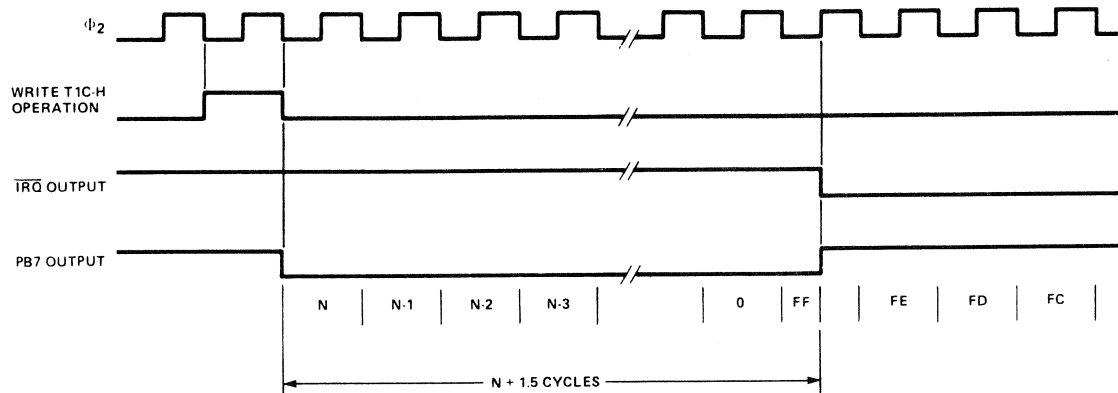 Φ2
WRITE T1C-H
OPERATION
IRQ OUTPUT
PB7 OUTPUT
N N-1 N-2 N-3 0 FF FE FD FC
N + 1.5 CYCLES